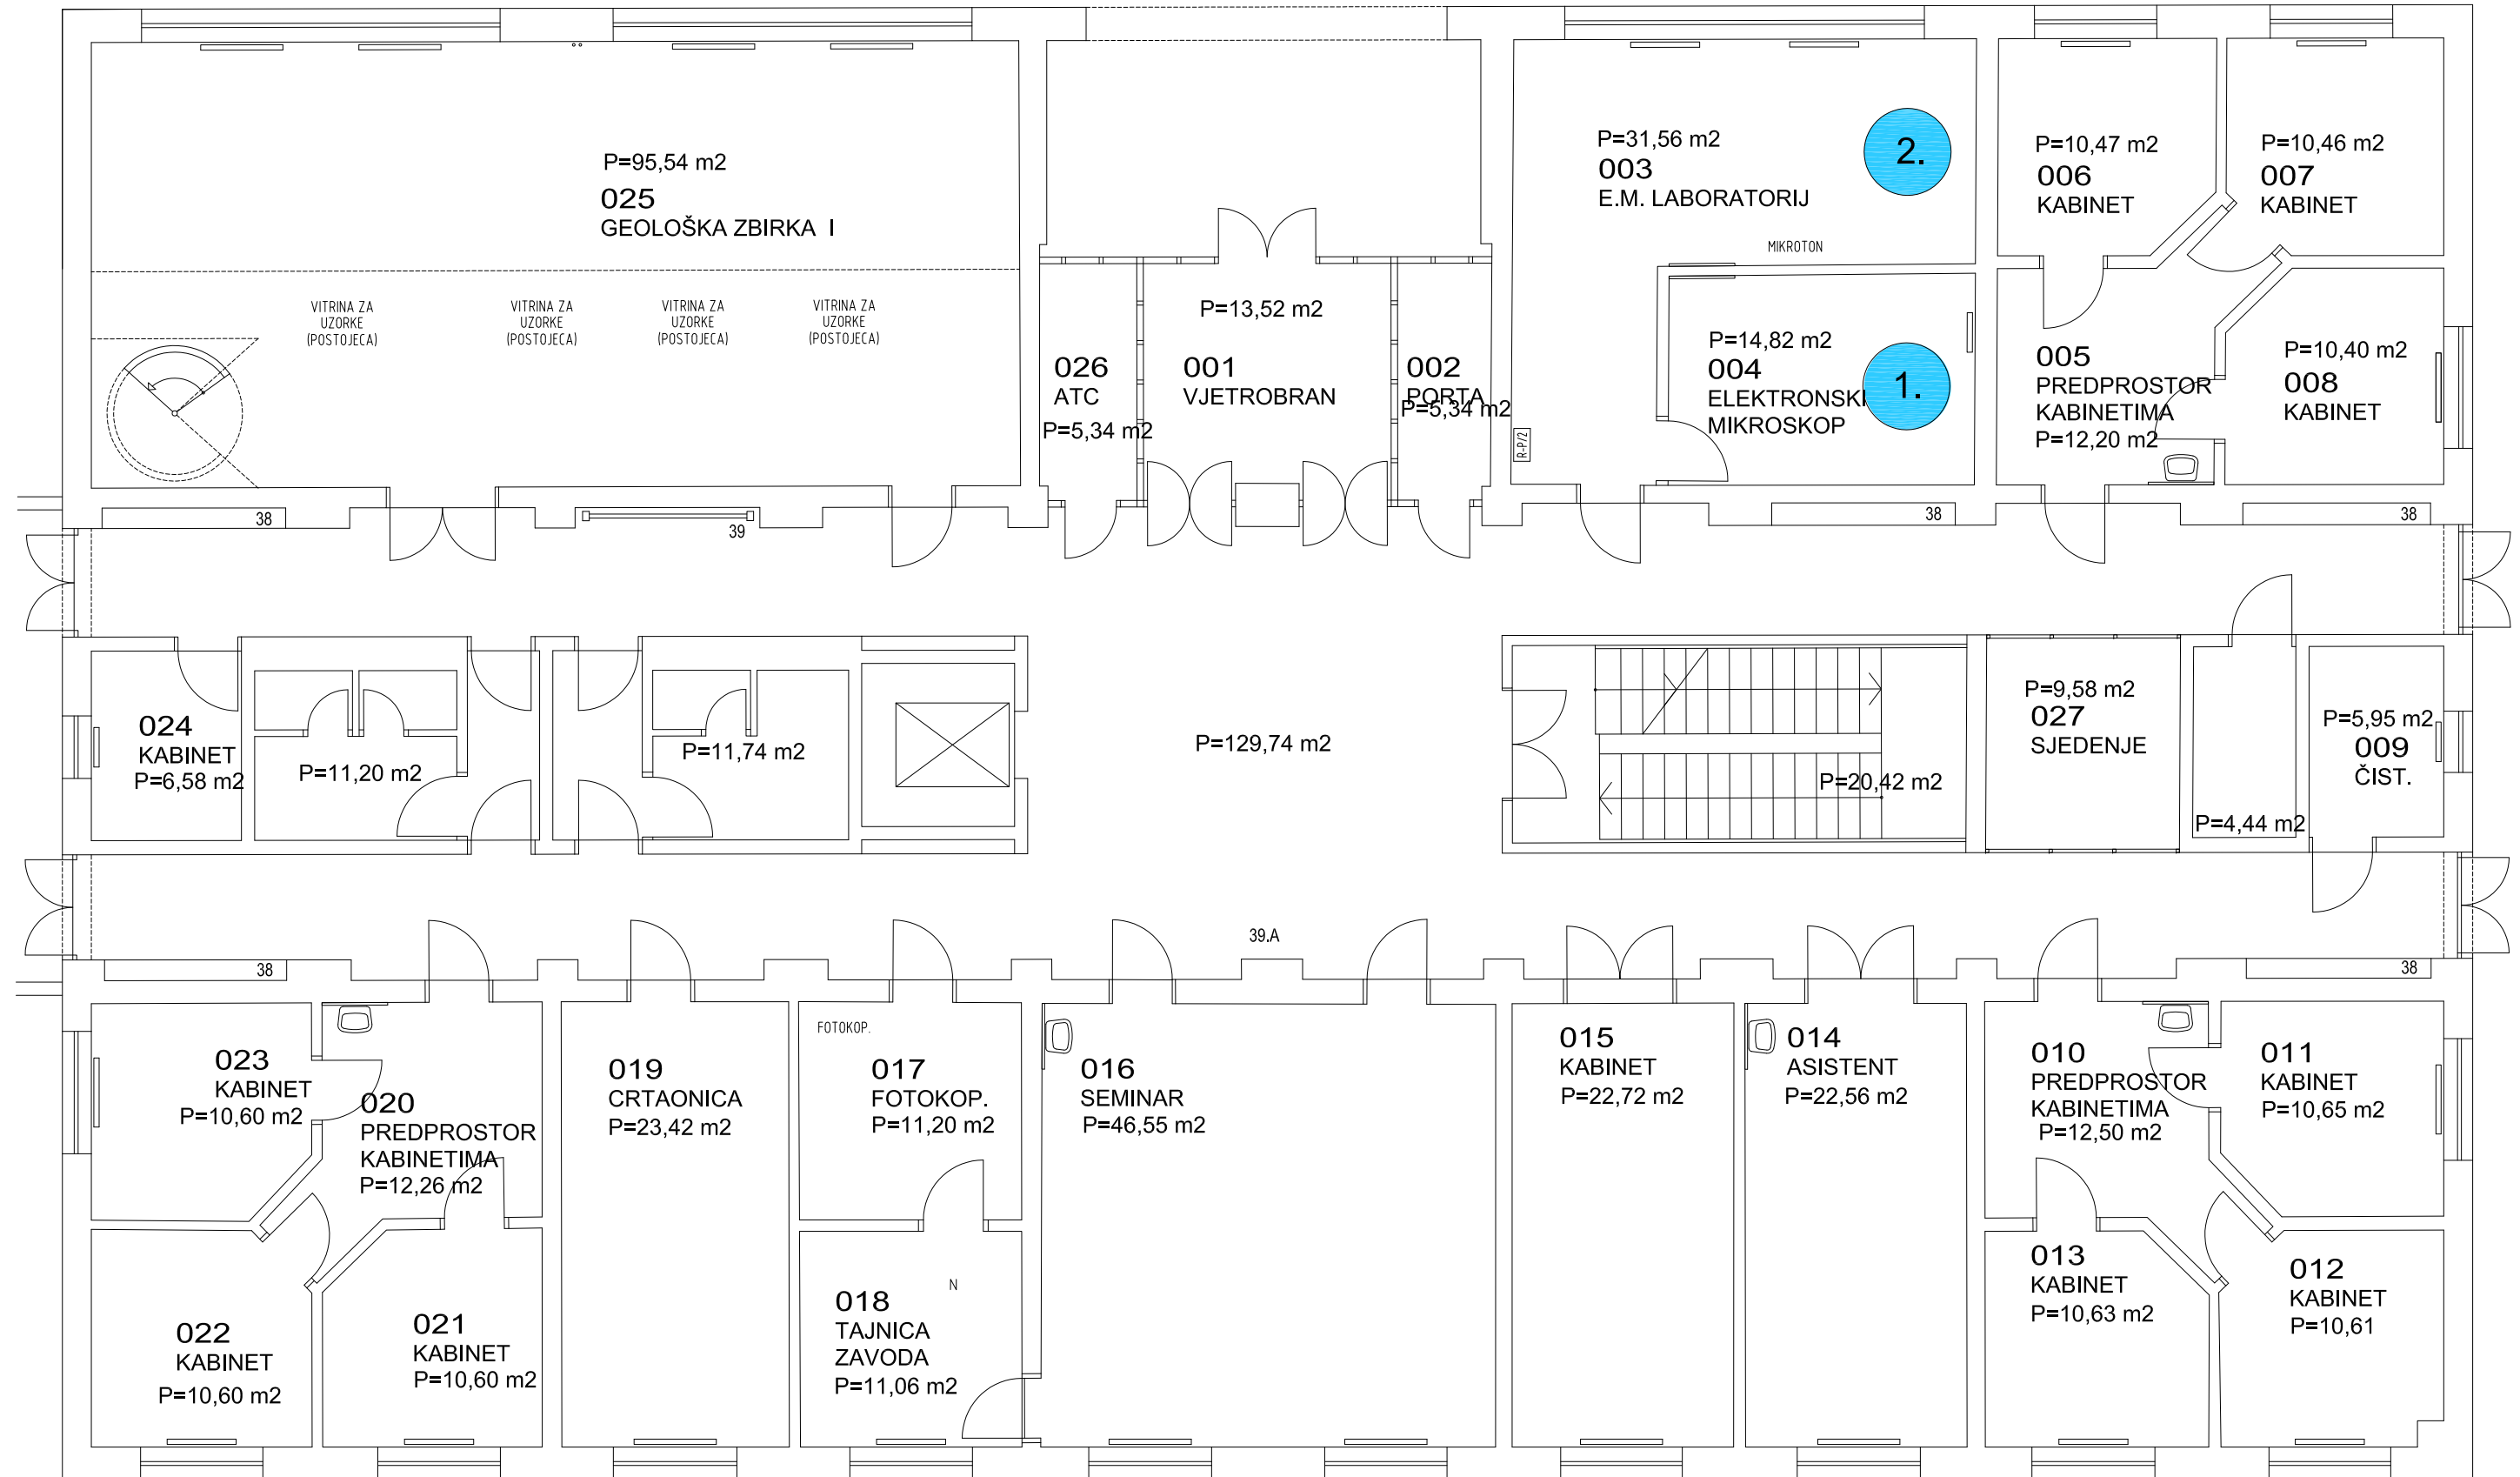 P=95,54 m2
025
GEOLOŠKA ZBIRKA I
VITRINA ZA
UZORKE
(POSTOJECA)
VITRINA ZA
UZORKE
(POSTOJECA)
VITRINA ZA
UZORKE
(POSTOJECA)
VITRINA ZA
UZORKE
(POSTOJECA)
026
ATC
P=5,34 m2
P=13,52 m2
001
VJETROBRAN
002
PORTA
P=5,34 m2
P=31,56 m2
003
E.M. LABORATORIJ
2.
MIKROTON
P=14,82 m2
004
ELEKTRONSKI
MIKROSKOP
1.
R-P/2
P=10,47 m2
006
KABINET
P=10,46 m2
007
KABINET
005
PREDPROSTOR
KABINETIMA
P=12,20 m2
P=10,40 m2
008
KABINET
38
39
38
38
024
KABINET
P=6,58 m2
P=11,20 m2
P=11,74 m2
P=129,74 m2
P=20,42 m2
P=9,58 m2
027
SJEDENJE
P=4,44 m2
P=5,95 m2
009
ČIST.
39.A
38
38
023
KABINET
P=10,60 m2
020
PREDPROSTOR
KABINETIMA
P=12,26 m2
019
CRTAONICA
P=23,42 m2
FOTOKOP.
017
FOTOKOP.
P=11,20 m2
016
SEMINAR
P=46,55 m2
015
KABINET
P=22,72 m2
014
ASISTENT
P=22,56 m2
010
PREDPROSTOR
KABINETIMA
P=12,50 m2
011
KABINET
P=10,65 m2
022
KABINET
P=10,60 m2
021
KABINET
P=10,60 m2
N
018
TAJNICA
ZAVODA
P=11,06 m2
013
KABINET
P=10,63 m2
012
KABINET
P=10,61